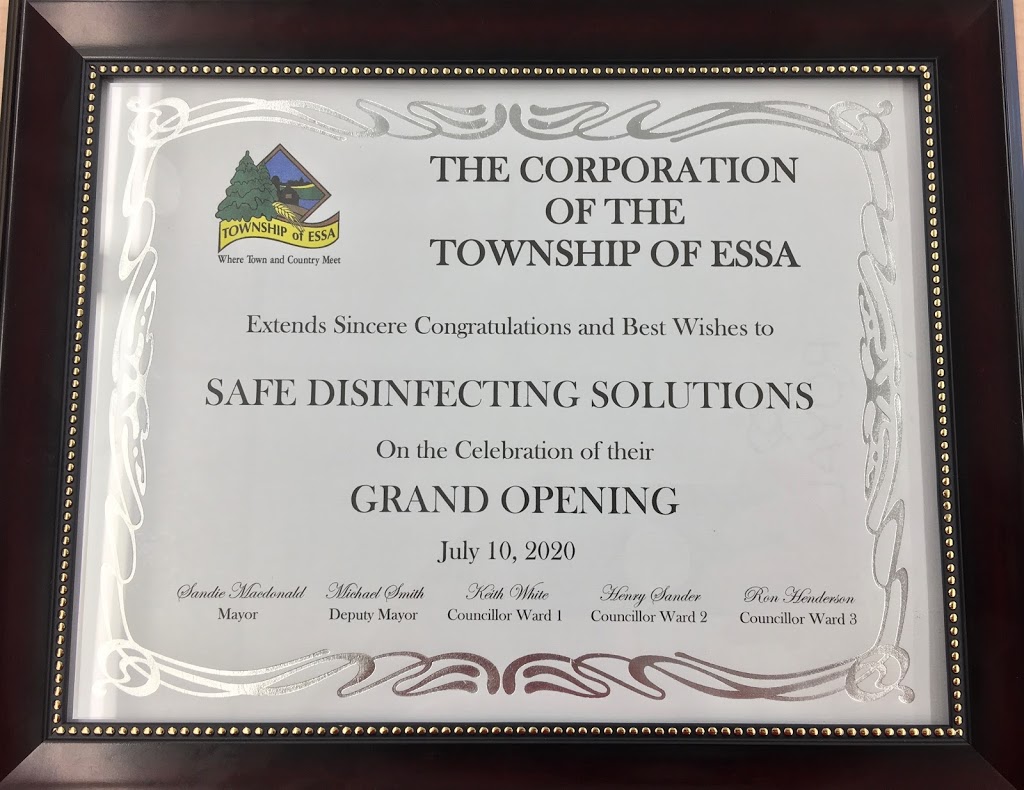 THE CORPORATION
OF THE
TOWNSHIP OF ESSA
TOWNSHIP of ESSA
Where Town and Country Meet
Extends Sincere Congratulations and Best Wishes to
SAFE DISINFECTING SOLUTIONS
On the Celebration of their
GRAND OPENING
July 10, 2020
Sandie Macdonald Michael Smith Keith White Henry Sander Ron Henderson
Mayor Deputy Mayor Councillor Ward 1 Councillor Ward 2 Councillor Ward 3